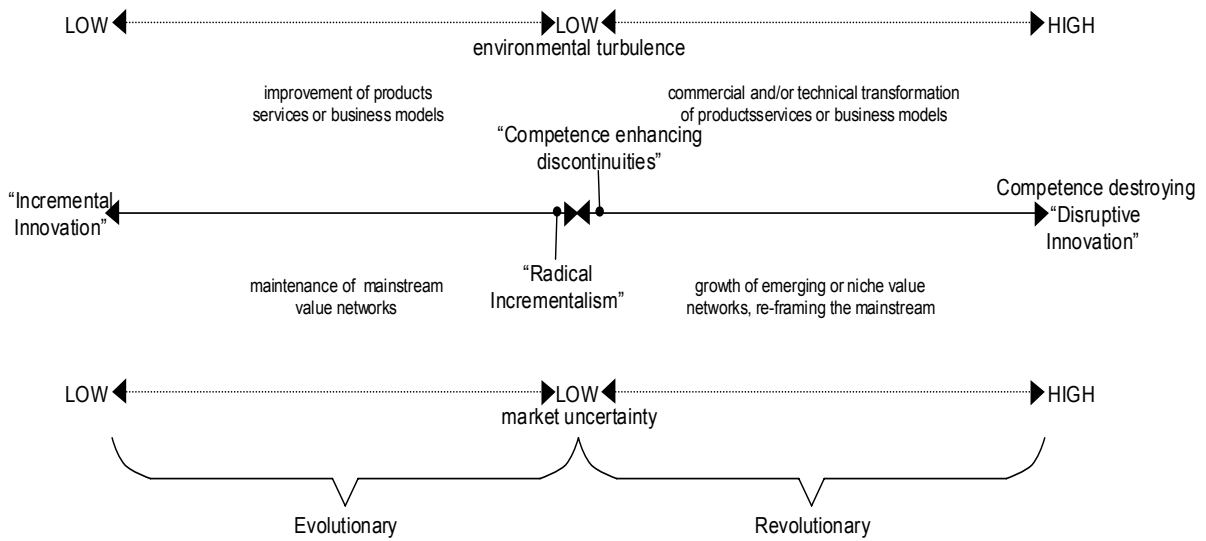 LOW LOW HIGH
environmental turbulence
improvement of products
services or business models
commercial and/or technical transformation
of productsservices or business models
“Competence enhancing
discontinuities”
“Incremental
Innovation”
Competence destroying
“Disruptive
Innovation”
“Radical
Incrementalism”
maintenance of mainstream
value networks
growth of emerging or niche value
networks, re-framing the mainstream
LOW LOW HIGH
market uncertainty
Evolutionary Revolutionary